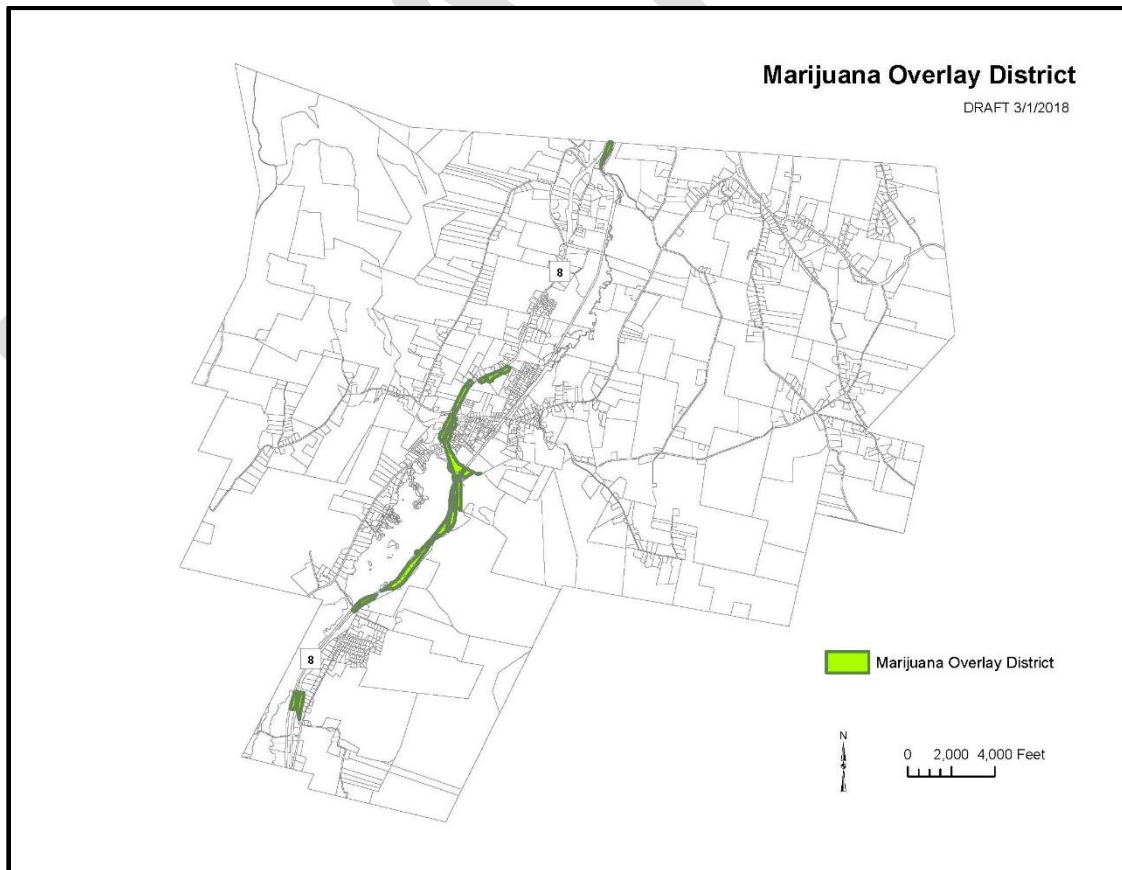 Marijuana Overlay District
DRAFT 3/1/2018
8
8
Marijuana Overlay District
N
0 2,000 4,000 Feet